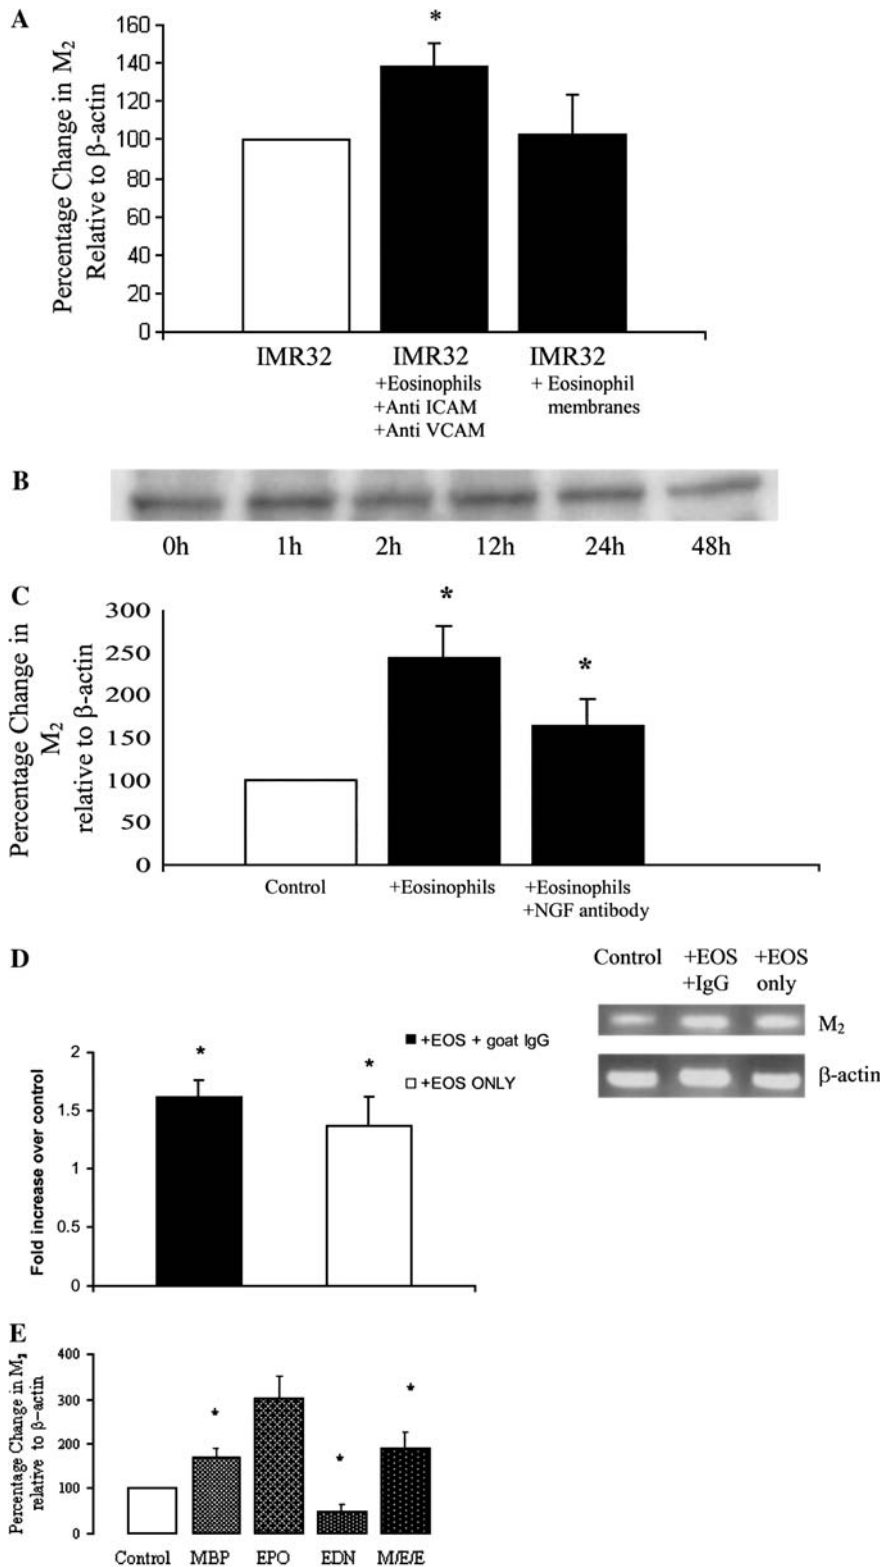 A
Percentage Change in M2
Relative to β-actin
160
140
120
100
80
60
40
20
0
*
IMR32
IMR32
+Eosinophils
+Anti ICAM
+Anti VCAM
IMR32
+ Eosinophil
membranes
B
0h 1h 2h 12h 24h 48h
C
Percentage Change in
M2
relative to β-actin
300
250
200
150
100
50
0
*
*
Control
+Eosinophils
+Eosinophils
+NGF antibody
D
Fold increase over control
2
1.5
1
0.5
0
*
*
+EOS + goat IgG
+EOS ONLY
Control
+EOS
+IgG
+EOS
only
M2
β-actin
E
Percentage Change in M
relative to β-actin
400
300
200
100
0
*
*
*
Control MBP EPO EDN M/E/E